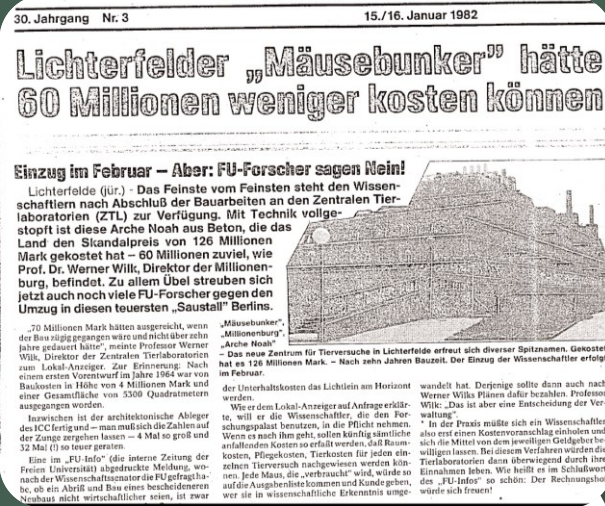 30. Jahrgang Nr. 3 15./16. Januar 1982
Lichterfelder „Mäusebunker” hätte
60 Millionen weniger kosten können
Einzug im Februar – Aber: FU-Forscher sagen Nein!
Lichterfelde (jür.) - Das Feinste vom Feinsten steht den Wissen-
schaftlern nach Abschluß der Bauarbeiten an den Zentralen Tier-
laboratorien (ZTL) zur Verfügung. Mit Technik vollge-
stopft ist diese Arche Noah aus Beton, die das
Land den Skandalpreis von 126 Millionen
Mark gekostet hat – 60 Millionen zuviel, wie
Prof. Dr. Werner Wilk, Direktor der Millionen-
burg, befindet. Zu allem Übel streuben sich
jetzt auch noch viele FU-Forscher gegen den
Umzug in diesen teuersten „Saustall” Berlins.
„70 Millionen Mark hätten ausgereicht, wenn
der Bau zügig gegangen wäre und nicht über zehn
Jahre gedauert hätte”, meinte Professor Werner
Wilk, Direktor der Zentralen Tierlaboratorien
zum Lokal-Anzeiger. Zur Erinnerung: Nach
einem ersten Vorentwurf im Jahre 1964 war von
Baukosten in Höhe von 4 Millionen Mark und
einer Gesamtfläche von 5300 Quadratmetern
ausgegangen worden.
Inzwischen ist der architektonische Ableger
des ICC fertig und – man muß sich die Zahlen auf
der Zunge zergehen lassen – 4 Mal so groß und
32 Mal (!) so teuer geraten.
Eine im „FU-Info” (die interne Zeitung der
Freien Universität) abgedruckte Meldung, wo-
nach der Wissenschaftssenator die FU gefragt ha-
be, ob ein Abriß und Bau eines bescheideneren
Neubaus nicht wirtschaftlicher seien, ist zwar
„Mäusebunker”,
„Millionenburg”,
„Arche Noah”
– Das neue Zentrum für Tierversuche in Lichterfelde erfreut sich diverser Spitznamen. Gekostet
hat es 126 Millionen Mark. – Nach zehn Jahren Bauzeit. Der Einzug der Wissenschaftler erfolgt
im Februar.
der Unterhaltskosten das Lichtlein am Horizont
werden.
Wie er dem Lokal-Anzeiger auf Anfrage erklär-
te, will er die Wissenschaftler, die den For-
schungspalast benutzen, in die Pflicht nehmen.
Wenn es nach ihm geht, sollen künftig sämtliche
anfallenden Kosten so erfaßt werden, daß Raum-
kosten, Pflegekosten, Tierkosten für jeden ein-
zelnen Tierversuch nachgewiesen werden kön-
nen. Jede Maus, die „verbraucht” wird, würde so
auf die Ausgabenliste kommen und Kunde geben,
wer sie in wissenschaftliche Erkenntnis umge-
wandelt hat. Derjenige sollte dann auch nach
Werner Wilks Plänen dafür bezahlen. Professor
Wilk: „Das ist aber eine Entscheidung der Ver-
waltung”.
In der Praxis müßte sich ein Wissenschaftler
also erst einen Kostenvoranschlag einholen und
sich die Mittel von dem jeweiligen Geldgeber be-
willigen lassen. Bei diesem Verfahren würden die
Tierlaboratorien dann überwiegend durch ihre
Einnahmen leben. Wie heißt es im Schlußwort
des „FU-Infos” so schön: Der Rechnungshof
würde sich freuen!